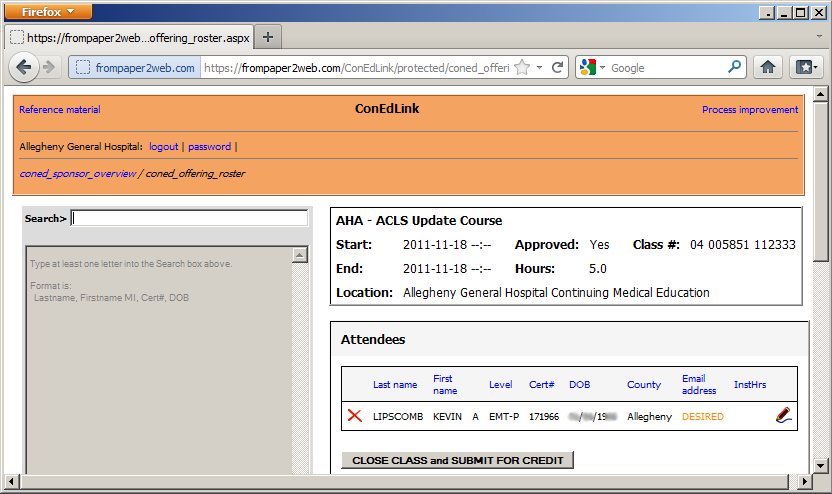 Firefox
https://frompaper2web...offering_roster.aspx
frompaper2web.com https://frompaper2web.com/ConEdLink/protected/coned_offeri
Google
Reference material ConEdLink Process improvement
Allegheny General Hospital: logout | password |
coned_sponsor_overview / coned_offering_roster
Search>
Type at least one letter into the Search box above.
Format is:
Lastname, Firstname MI, Cert#, DOB
AHA - ACLS Update Course
Start: 2011-11-18 --:-- Approved: Yes Class #: 04 005851 112333
End: 2011-11-18 --:-- Hours: 5.0
Location: Allegheny General Hospital Continuing Medical Education
Attendees
Last name First name Level Cert# DOB County Email address InstHrs
LIPSCOMB KEVIN A EMT-P 171966 / /19 Allegheny DESIRED
CLOSE CLASS and SUBMIT FOR CREDIT